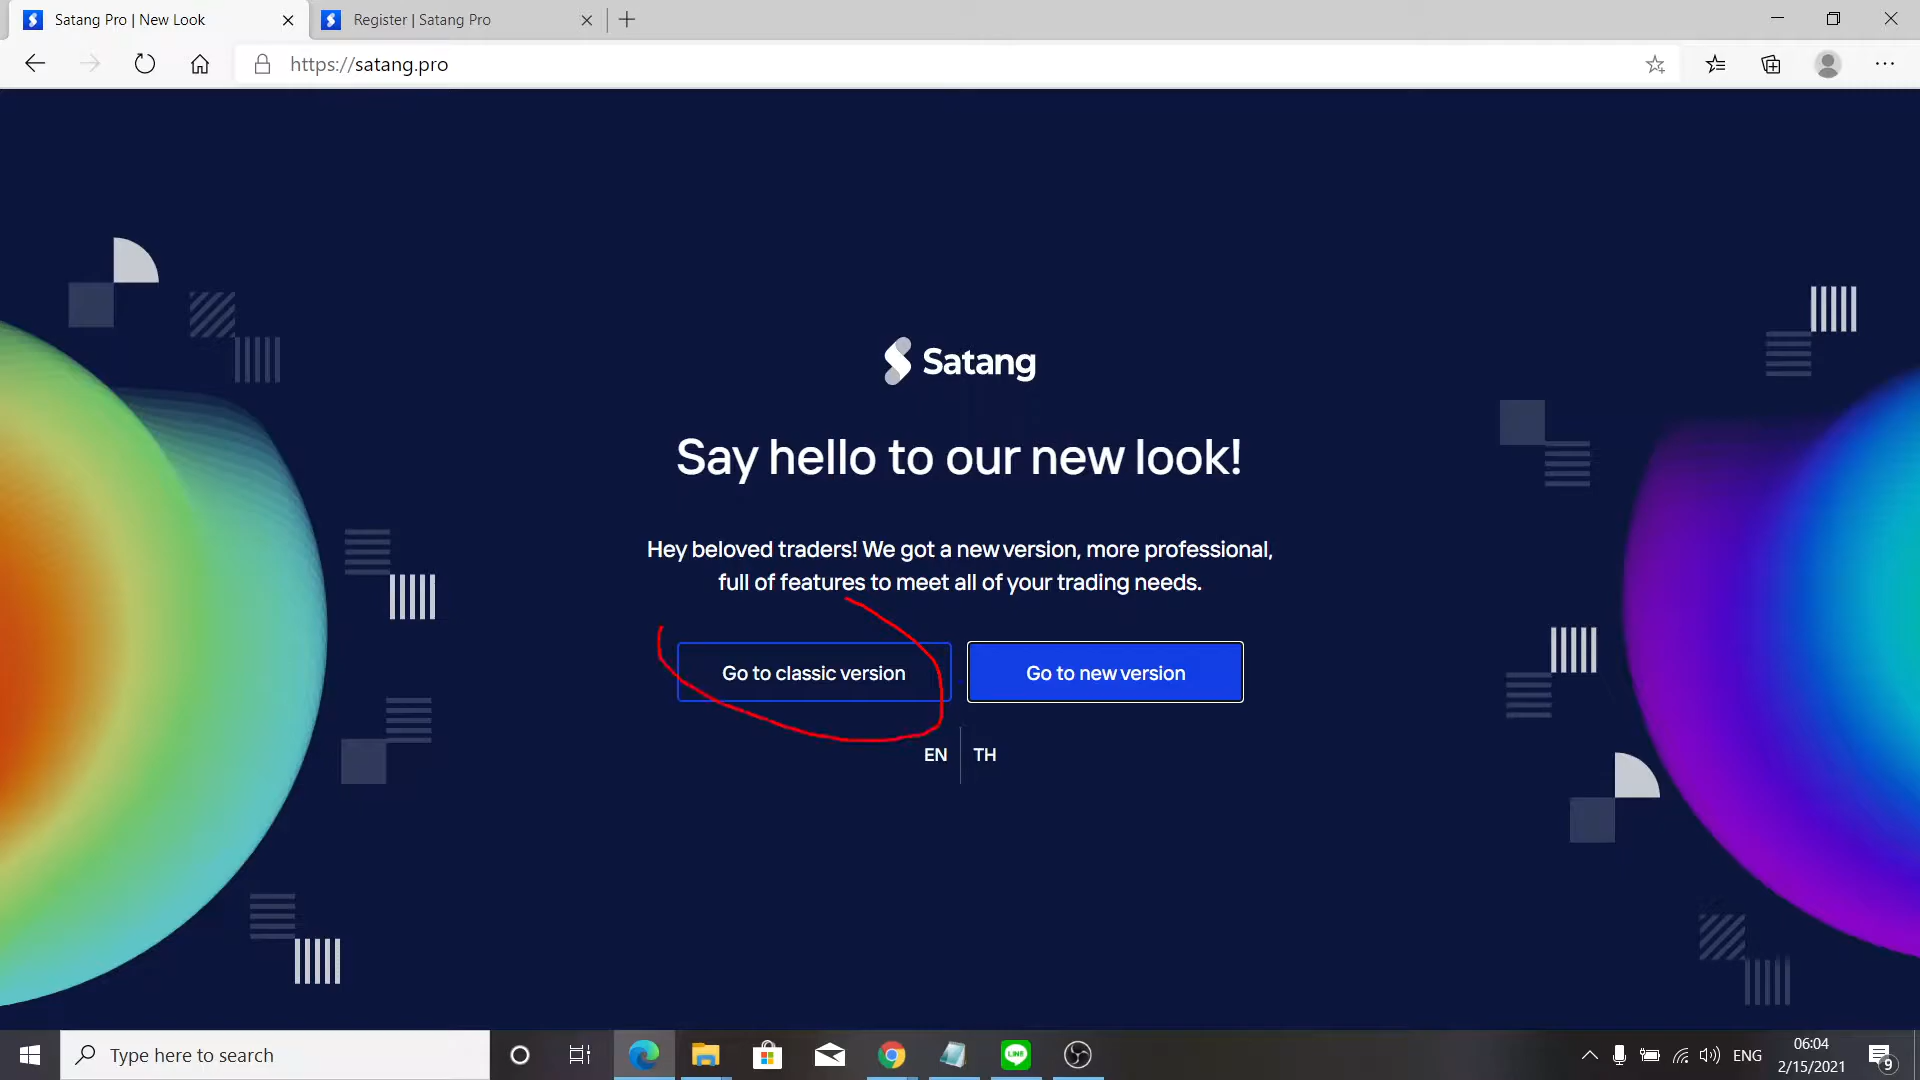 Satang Pro | New Look
Register | Satang Pro
https://satang.pro
Satang
Say hello to our new look!
Hey beloved traders! We got a new version, more professional,
full of features to meet all of your trading needs.
Go to classic version
Go to new version
EN
TH
Type here to search
LINE
ENG
06:04
2/15/2021
9